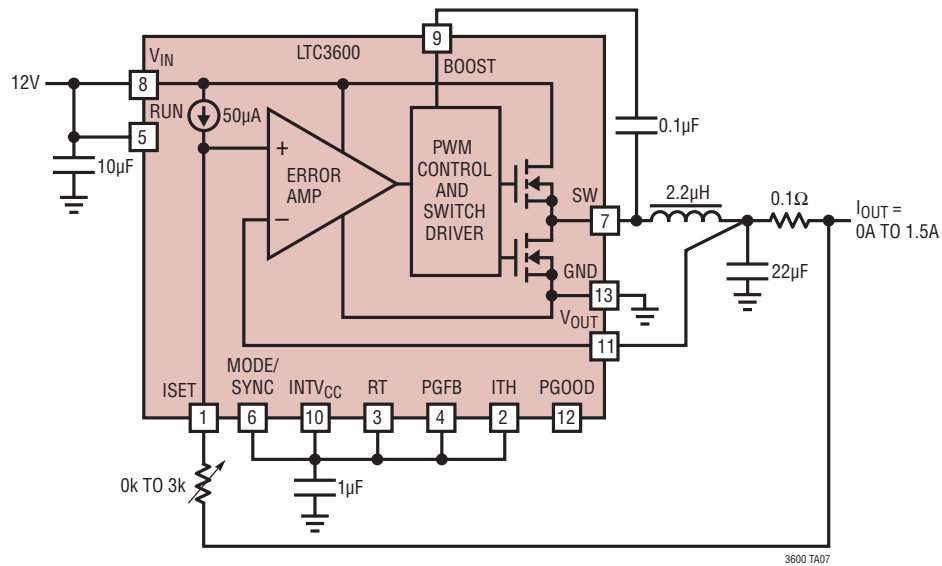 9
LTC3600
BOOST
V_IN
12V
8
RUN
50µA
5
10µF
+
ERROR
AMP
−
PWM
CONTROL
AND
SWITCH
DRIVER
0.1µF
SW
7
2.2µH
0.1Ω
I_OUT =
0A TO 1.5A
22µF
GND
13
V_OUT
11
ISET
MODE/
SYNC
INTV_CC
RT
PGFB
ITH
PGOOD
1
6
10
3
4
2
12
0k TO 3k
1µF
3600 TA07